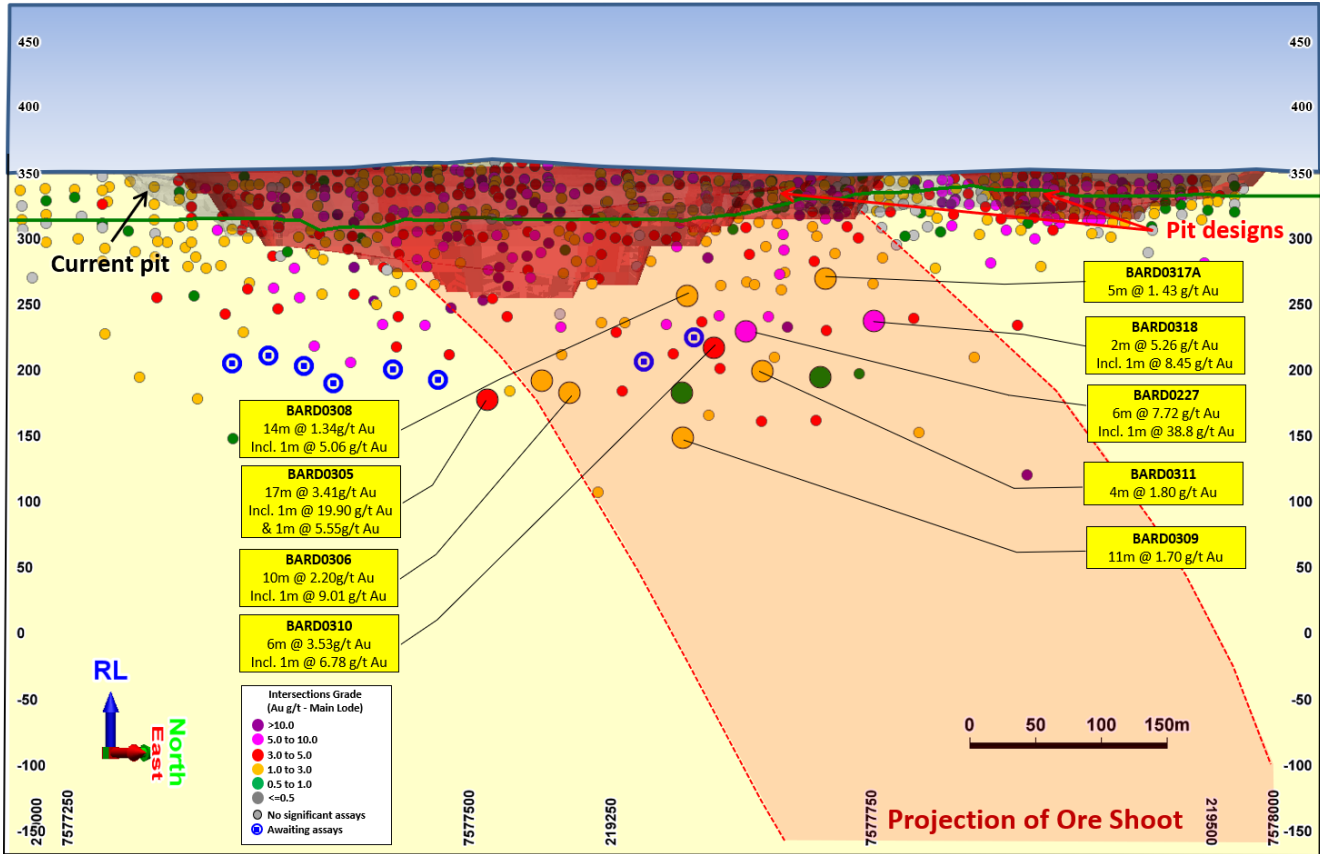 450
400
350
300
250
200
150
100
50
0
-50
-100
-150
450
400
350
300
250
200
150
100
50
0
-50
-100
-150
Current pit
Pit designs
BARD0317A
5m @ 1. 43 g/t Au
BARD0318
2m @ 5.26 g/t Au
Incl. 1m @ 8.45 g/t Au
BARD0227
6m @ 7.72 g/t Au
Incl. 1m @ 38.8 g/t Au
BARD0311
4m @ 1.80 g/t Au
BARD0309
11m @ 1.70 g/t Au
BARD0308
14m @ 1.34g/t Au
Incl. 1m @ 5.06 g/t Au
BARD0305
17m @ 3.41g/t Au
Incl. 1m @ 19.90 g/t Au
& 1m @ 5.55g/t Au
BARD0306
10m @ 2.20g/t Au
Incl. 1m @ 9.01 g/t Au
BARD0310
6m @ 3.53g/t Au
Incl. 1m @ 6.78 g/t Au
RL
North
East
Intersections Grade
(Au g/t - Main Lode)
>10.0
5.0 to 10.0
3.0 to 5.0
1.0 to 3.0
0.5 to 1.0
<=0.5
No significant assays
Awaiting assays
0 50 100 150m
Projection of Ore Shoot
7577250
7577500
219250
7577750
219500
7578000